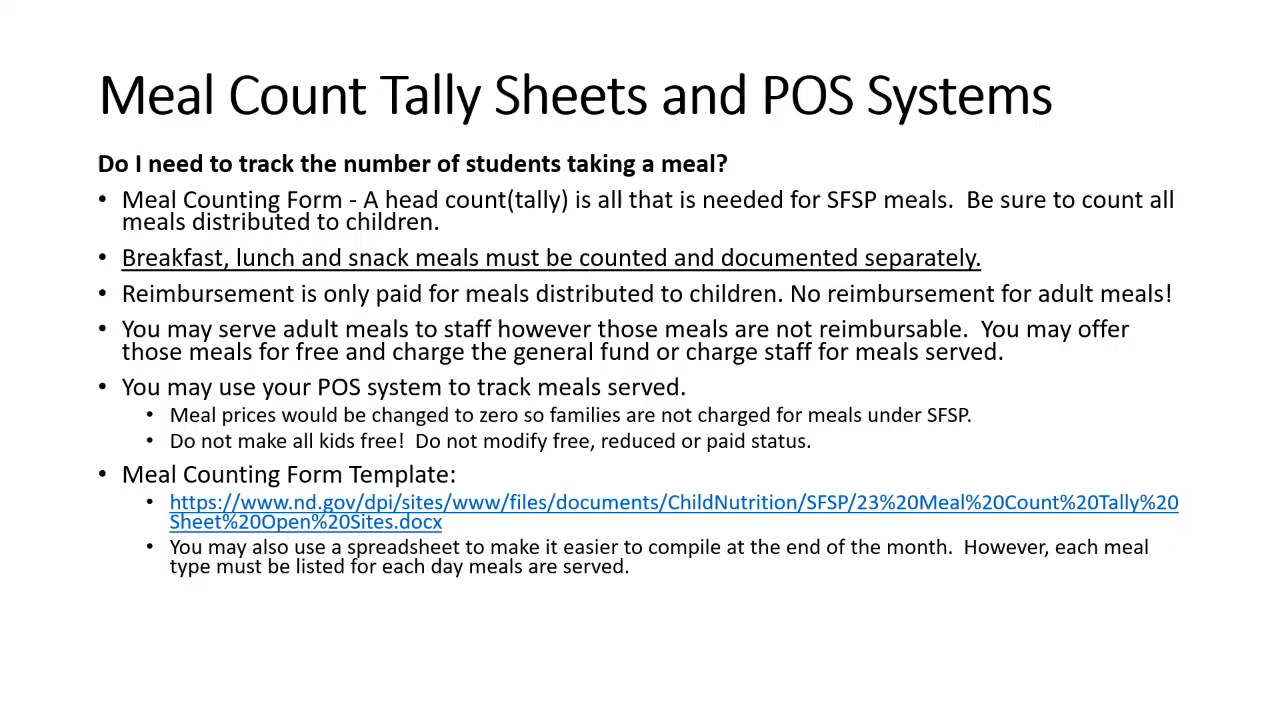 Meal Count Tally Sheets and POS Systems
Do I need to track the number of students taking a meal?
• Meal Counting Form - A head count(tally) is all that is needed for SFSP meals.  Be sure to count all
meals distributed to children.
• Breakfast, lunch and snack meals must be counted and documented separately.
• Reimbursement is only paid for meals distributed to children. No reimbursement for adult meals!
• You may serve adult meals to staff however those meals are not reimbursable.  You may offer
those meals for free and charge the general fund or charge staff for meals served.
• You may use your POS system to track meals served.
• Meal prices would be changed to zero so families are not charged for meals under SFSP.
• Do not make all kids free!  Do not modify free, reduced or paid status.
• Meal Counting Form Template:
• https://www.nd.gov/dpi/sites/www/files/documents/ChildNutrition/SFSP/23%20Meal%20Count%20Tally%20
Sheet%20Open%20Sites.docx
• You may also use a spreadsheet to make it easier to compile at the end of the month.  However, each meal
type must be listed for each day meals are served.